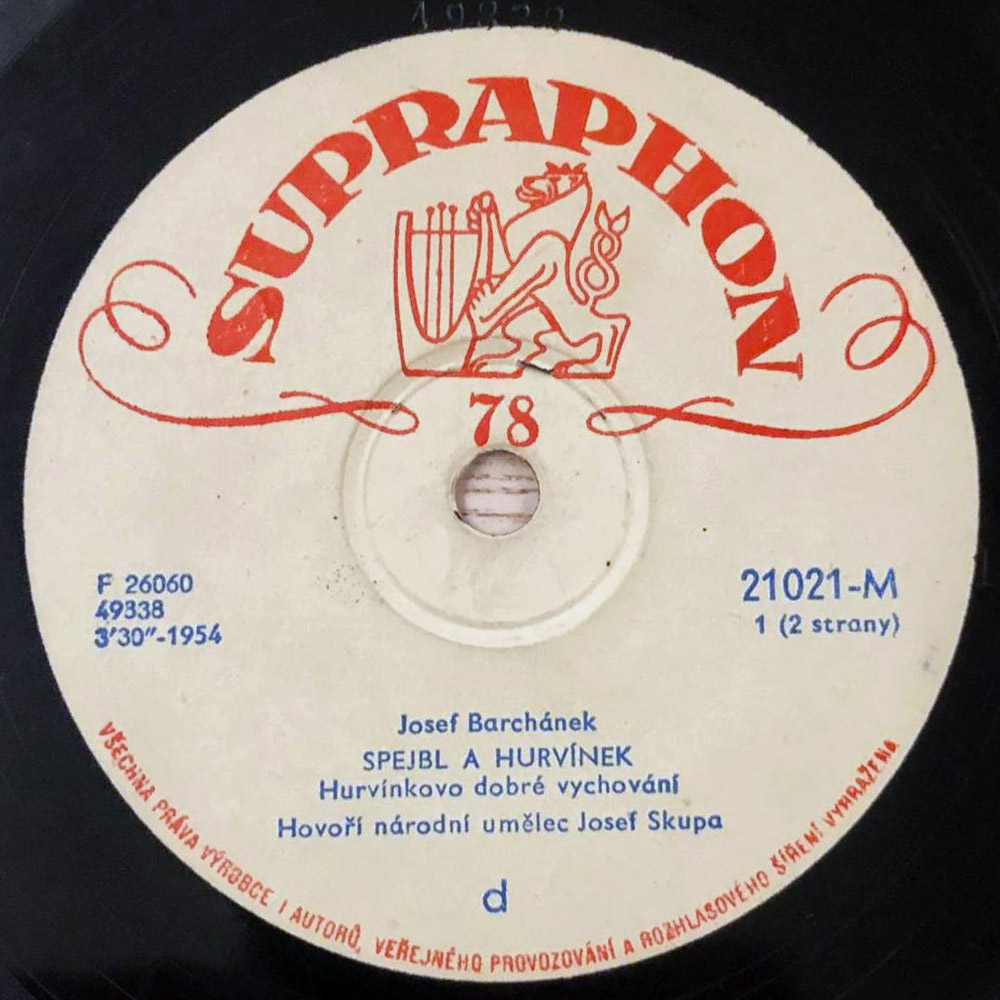 SUPRAPHON
78
F 26060
49338
3'30"-1954
21021-M
1 (2 strany)
Josef Barchánek
SPEJBL A HURVÍNEK
Hurvínkovo dobré vychování
Hovoří národní umělec Josef Skupa
d
VŠECHNA PRÁVA VÝROBCE I AUTORŮ, VEŘEJNÉHO PROVOZOVÁNÍ A ROZHLASOVÉHO ŠÍŘENÍ VYHRAŽENA